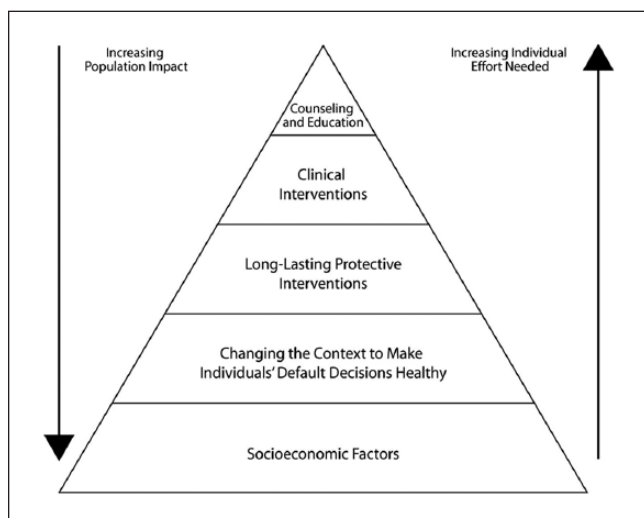 Increasing
Population Impact
Increasing Individual
Effort Needed
Counseling
and Education
Clinical
Interventions
Long-Lasting Protective
Interventions
Changing the Context to Make
Individuals' Default Decisions Healthy
Socioeconomic Factors